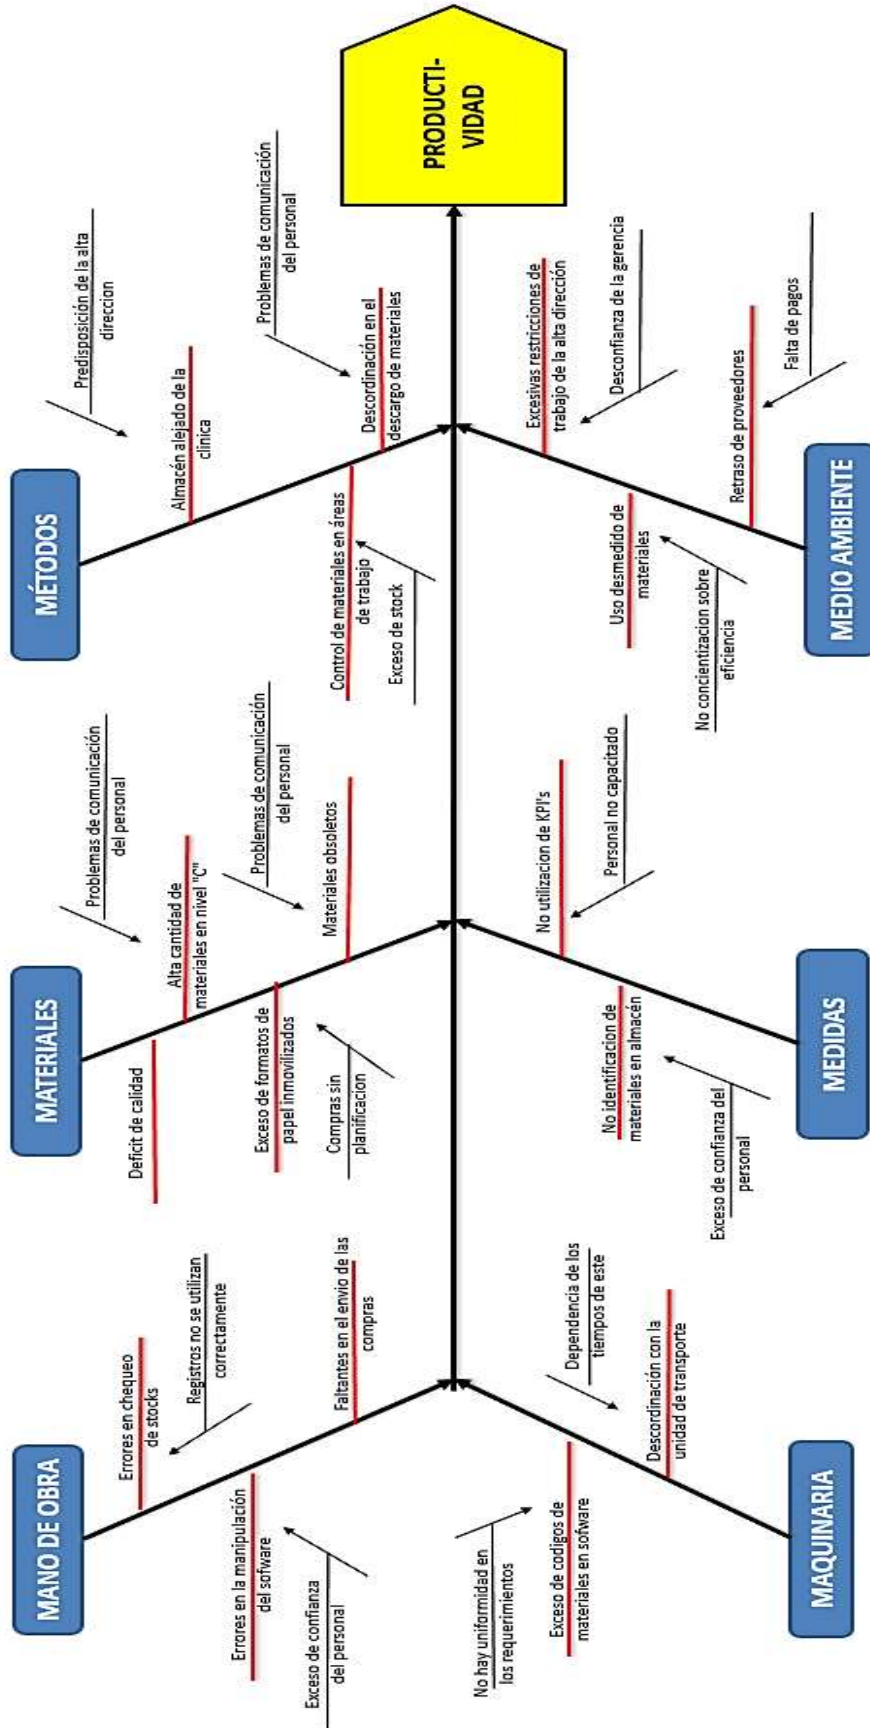 MANO DE OBRA
MATERIALES
MÉTODOS
Errores en chequeo
de stocks
Registros no se utilizan
correctamente
Errores en la manipulación
del sofware
Exceso de confianza
del personal
Faltantes en el envio de las
compras
Deficit de calidad
Alta cantidad de
materiales en nivel "C"
Problemas de comunicación
del personal
Exceso de formatos de
papel inmovilizados
Compras sin
planificacion
Materiales obsoletos
Problemas de comunicación
del personal
Almacén alejado de la
clínica
Predisposición de la alta
direccion
Control de materiales en áreas
de trabajo
Exceso de stock
Descordinación en el
descargo de materiales
Problemas de comunicación
del personal
PRODUCTI-
VIDAD
No hay uniformidad en
los requerimientos
Exceso de codigos de
materiales en sofware
Dependencia de los
tiempos de este
Descordinación con la
unidad de transporte
No utilizacion de KPI's
Personal no capacitado
No identificacion de
materiales en almacén
Exceso de confianza del
personal
Excesivas restricciones de
trabajo de la alta dirección
Desconfianza de la gerencia
Uso desmedido de
materiales
No concientizacion sobre
eficiencia
Retraso de proveedores
Falta de pagos
MAQUINARIA
MEDIDAS
MEDIO AMBIENTE